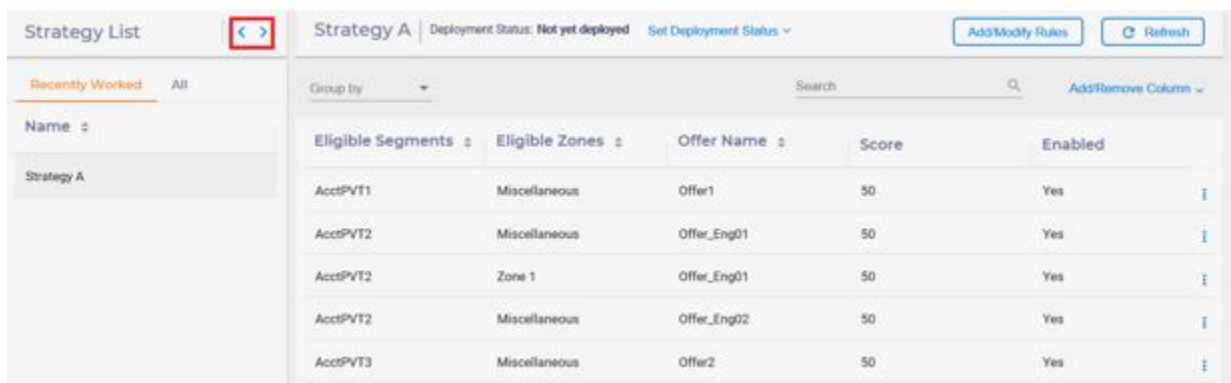 Strategy List
Strategy A Deployment Status: Not yet deployed Set Deployment Status Add/Modify Rules Refresh
Recently Worked All
Group by Search Add/Remove Column
Name
Eligible Segments Eligible Zones Offer Name Score Enabled
Strategy A
AcctPVT1 Miscellaneous Offer1 50 Yes
AcctPVT2 Miscellaneous Offer_Eng01 50 Yes
AcctPVT2 Zone 1 Offer_Eng01 50 Yes
AcctPVT2 Miscellaneous Offer_Eng02 50 Yes
AcctPVT3 Miscellaneous Offer2 50 Yes